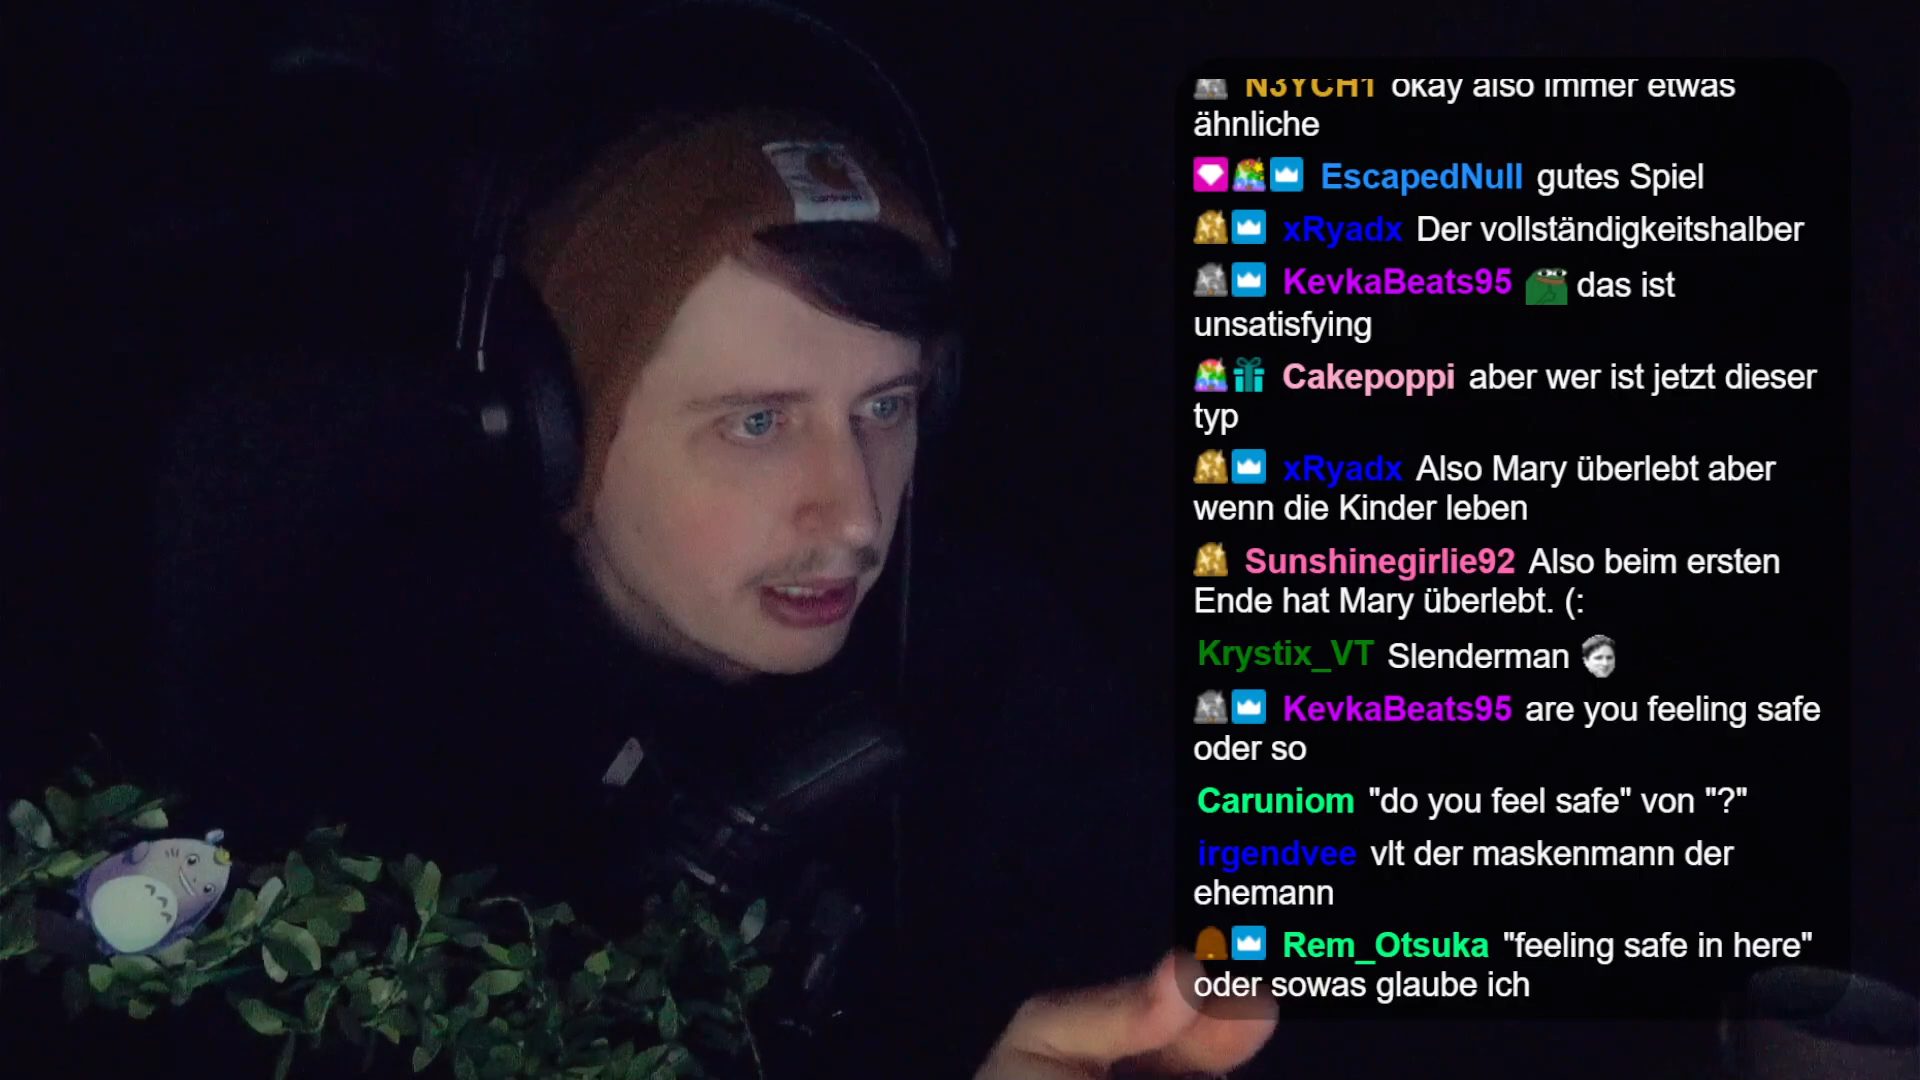 N3YCH1 okay also immer etwas
ähnliche
EscapedNull gutes Spiel
xRyadx Der vollständigkeitshalber
KevkaBeats95 das ist
unsatisfying
Cakepoppi aber wer ist jetzt dieser
typ
xRyadx Also Mary überlebt aber
wenn die Kinder leben
Sunshinegirlie92 Also beim ersten
Ende hat Mary überlebt. (:
Krystix_VT Slenderman
KevkaBeats95 are you feeling safe
oder so
Caruniom "do you feel safe" von "?"
irgendvee vlt der maskenmann der
ehemann
Rem_Otsuka "feeling safe in here"
oder sowas glaube ich